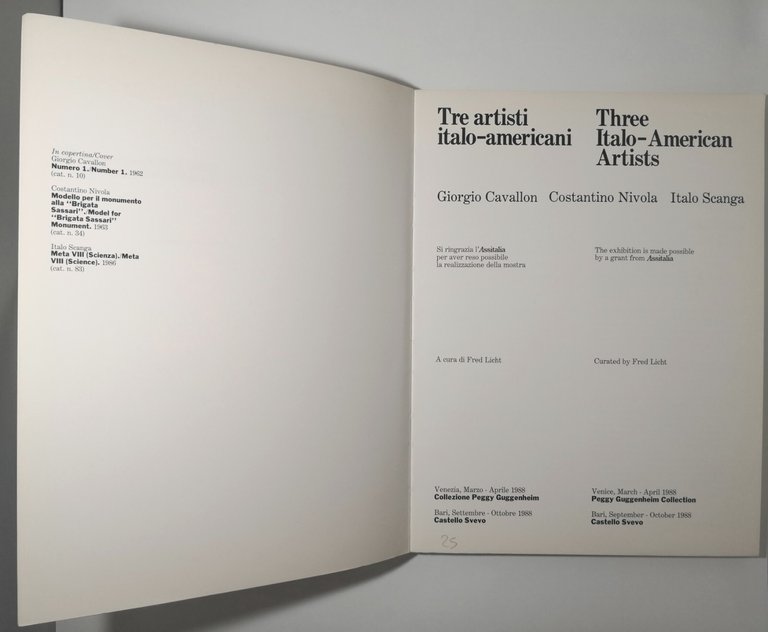 In copertina/Cover
Giorgio Cavallon
Numero 1. Number 1. 1962
(cat. n. 10)
Costantino Nivola
Modello per il monumento
alla "Brigata
Sassari"./Model for
"Brigata Sassari"
Monument. 1963
(cat. n. 34)
Italo Scanga
Meta VIII (Scienza)./Meta
VIII (Science). 1986
(cat. n. 83)
Tre artisti
italo-americani
Three
Italo-American
Artists
Giorgio Cavallon Costantino Nivola Italo Scanga
Si ringrazia l'Assitalia
per aver reso possibile
la realizzazione della mostra
The exhibition is made possible
by a grant from Assitalia
A cura di Fred Licht
Curated by Fred Licht
Venezia, Marzo - Aprile 1988
Collezione Peggy Guggenheim
Bari, Settembre - Ottobre 1988
Castello Svevo
Venice, March - April 1988
Peggy Guggenheim Collection
Bari, September - October 1988
Castello Svevo
25